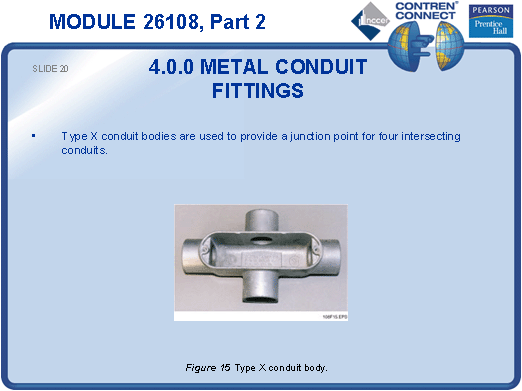 MODULE 26108, Part 2
nccer
CONTREN®
CONNECT
PEARSON
Prentice
Hall
SLIDE 20
4.0.0 METAL CONDUIT
FITTINGS
• Type X conduit bodies are used to provide a junction point for four intersecting
conduits.
108F15.EPS
Figure 15 Type X conduit body.